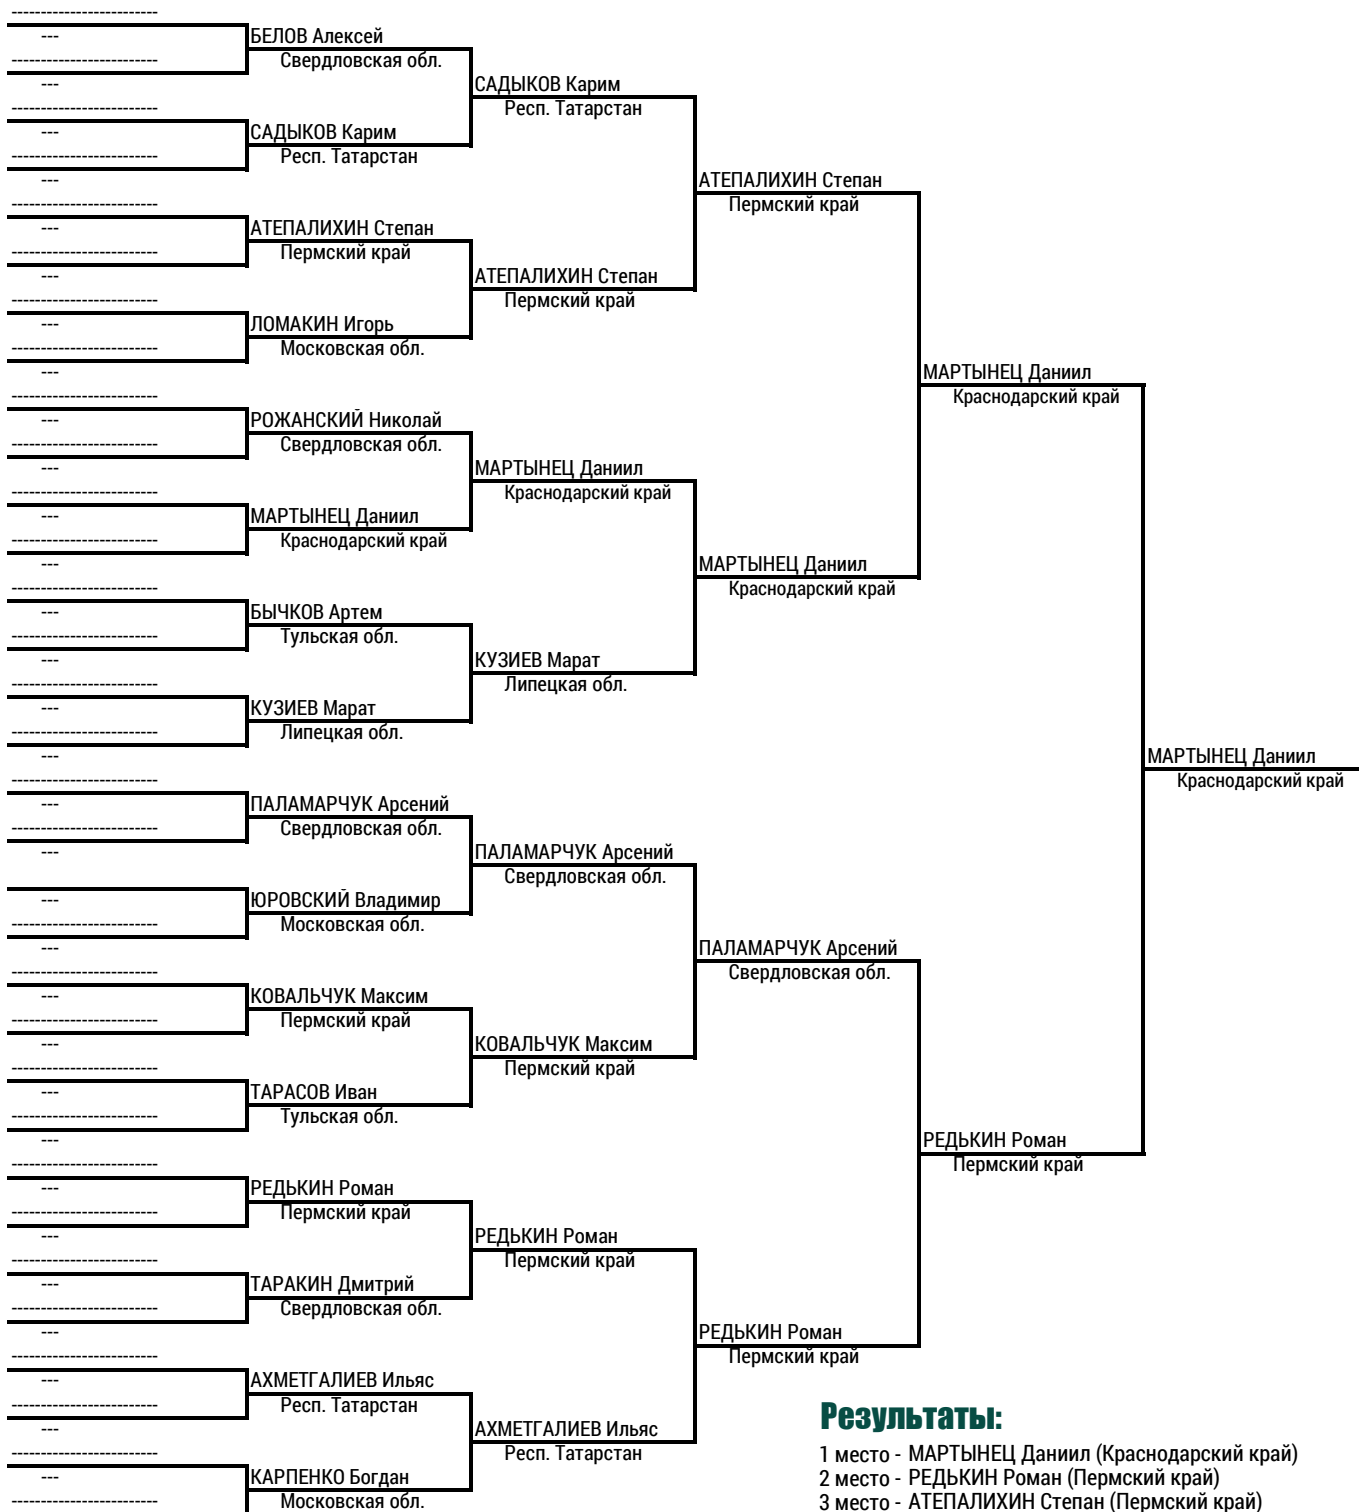 БЕЛОВ Алексей
Свердловская обл.
САДЫКОВ Карим
Респ. Татарстан
САДЫКОВ Карим
Респ. Татарстан
АТЕПАЛИХИН Степан
Пермский край
АТЕПАЛИХИН Степан
Пермский край
АТЕПАЛИХИН Степан
Пермский край
ЛОМАКИН Игорь
Московская обл.
МАРТЫНЕЦ Даниил
Краснодарский край
РОЖАНСКИЙ Николай
Свердловская обл.
МАРТЫНЕЦ Даниил
Краснодарский край
МАРТЫНЕЦ Даниил
Краснодарский край
МАРТЫНЕЦ Даниил
Краснодарский край
БЫЧКОВ Артем
Тульская обл.
КУЗИЕВ Марат
Липецкая обл.
КУЗИЕВ Марат
Липецкая обл.
МАРТЫНЕЦ Даниил
Краснодарский край
ПАЛАМАРЧУК Арсений
Свердловская обл.
ПАЛАМАРЧУК Арсений
Свердловская обл.
ЮРОВСКИЙ Владимир
Московская обл.
ПАЛАМАРЧУК Арсений
Свердловская обл.
КОВАЛЬЧУК Максим
Пермский край
КОВАЛЬЧУК Максим
Пермский край
ТАРАСОВ Иван
Тульская обл.
РЕДЬКИН Роман
Пермский край
РЕДЬКИН Роман
Пермский край
РЕДЬКИН Роман
Пермский край
ТАРАКИН Дмитрий
Свердловская обл.
РЕДЬКИН Роман
Пермский край
АХМЕТГАЛИЕВ Ильяс
Респ. Татарстан
АХМЕТГАЛИЕВ Ильяс
Респ. Татарстан
КАРПЕНКО Богдан
Московская обл.
Результаты:
1 место - МАРТЫНЕЦ Даниил (Краснодарский край)
2 место - РЕДЬКИН Роман (Пермский край)
3 место - АТЕПАЛИХИН Степан (Пермский край)